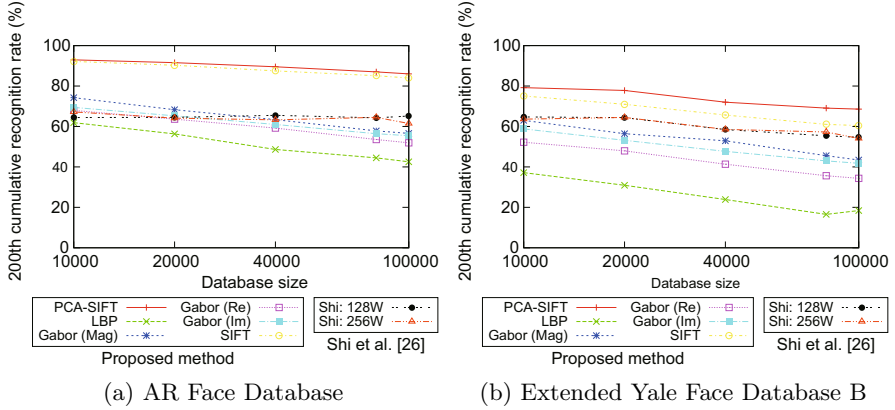 200th cumulative recognition rate (%)
100
80
60
40
20
0
10000 20000 40000 100000
Database size
PCA-SIFT
LBP
Gabor (Mag)
Gabor (Re)
Gabor (Im)
SIFT
Shi: 128W
Shi: 256W
Proposed method
Shi et al. [26]
(a) AR Face Database
200th cumulative recognition rate (%)
100
80
60
40
20
0
10000 20000 40000 100000
Database size
PCA-SIFT
LBP
Gabor (Mag)
Gabor (Re)
Gabor (Im)
SIFT
Shi: 128W
Shi: 256W
Proposed method
Shi et al. [26]
(b) Extended Yale Face Database B